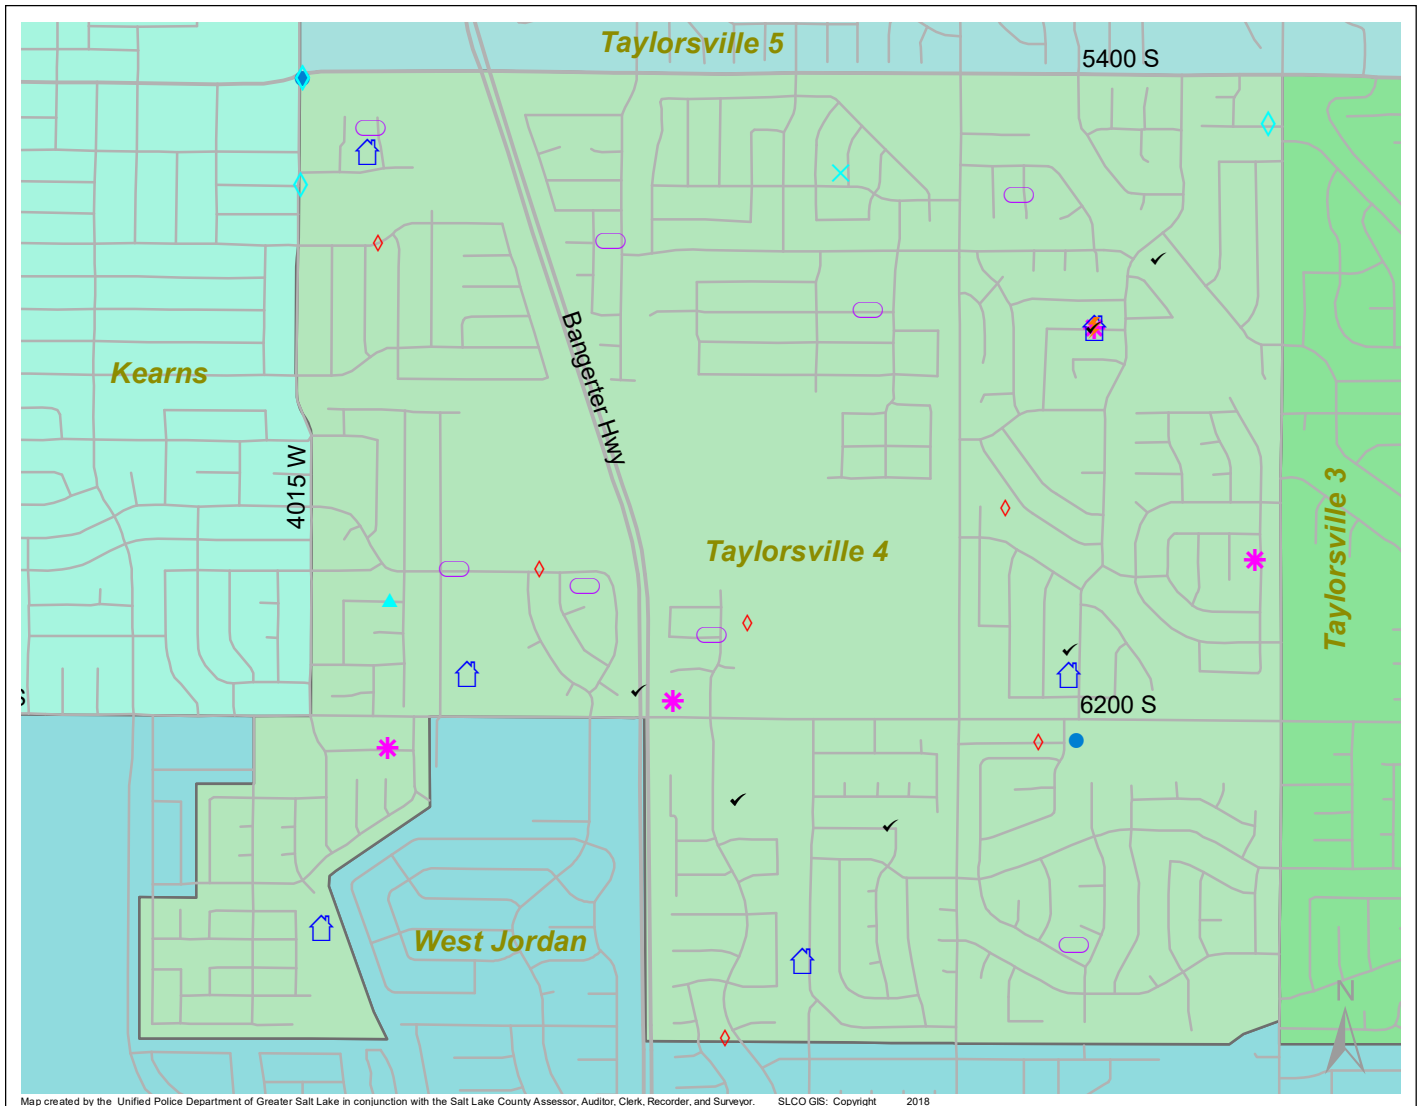 Taylorsville 5
5400 S
Bangerter Hwy
Kearns
4015 W
Taylorsville 3
Taylorsville 4
6200 S
West Jordan
N
Map created by the Unified Police Department of Greater Salt Lake in conjunction with the Salt Lake County Assessor, Auditor, Clerk, Recorder, and Surveyor. SLCO GIS: Copyright 2018